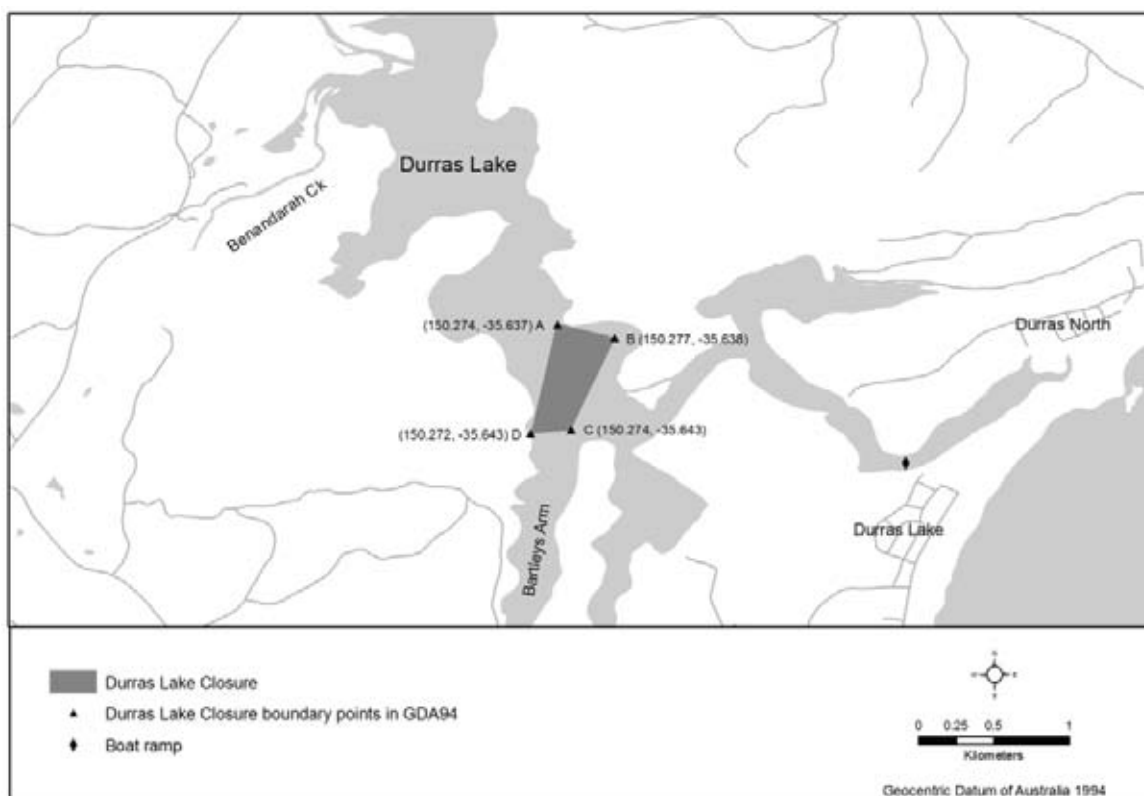 Durras Lake
Benandarah Ck
(150.274, -35.637) A
B (150.277, -35.638)
Durras North
(150.272, -35.643) D
C (150.274, -35.643)
Bartleys Arm
Durras Lake
Durras Lake Closure
Durras Lake Closure boundary points in GDA94
Boat ramp
N
W E
S
0 0.25 0.5 1
Kilometers
Geocentric Datum of Australia 1994